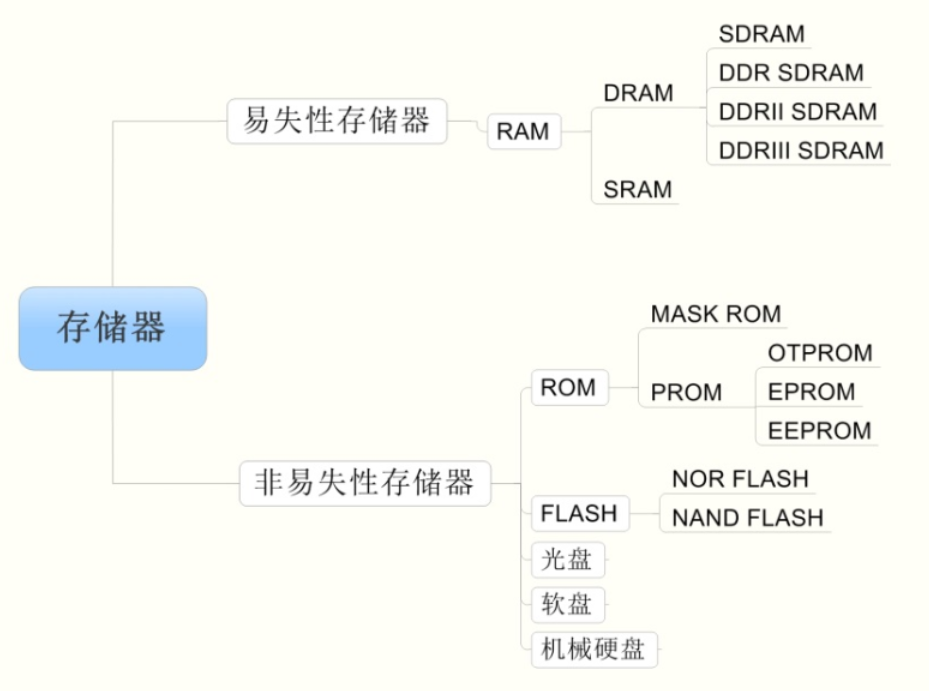 存储器
易失性存储器
RAM
DRAM
SDRAM
DDR SDRAM
DDRII SDRAM
DDRIII SDRAM
SRAM
非易失性存储器
ROM
MASK ROM
PROM
OTPROM
EPROM
EEPROM
FLASH
NOR FLASH
NAND FLASH
光盘
软盘
机械硬盘